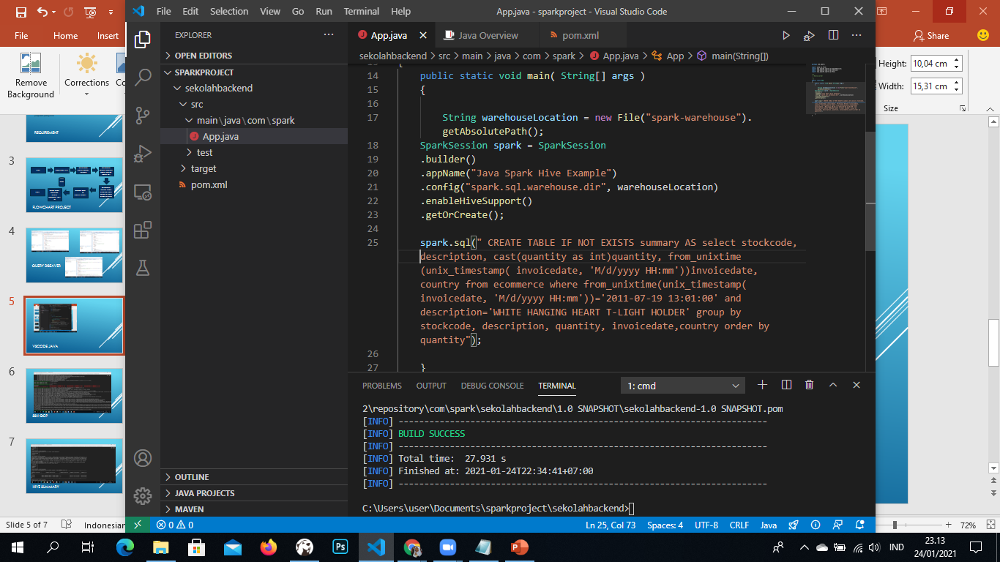 File Edit Selection View Go Run Terminal Help App.java - sparkproject - Visual Studio Code
File Home Insert
Share
Remove Background
Corrections
Co
Height: 10,04 cm
Width: 15,31 cm
Size
REQUIREMENT
3
FLOWCHART PROJECT
4
QUERY DBEAVER
5
VSCODE JAVA
6
SSH GCP
7
HIVE SUMMARY
EXPLORER
OPEN EDITORS
SPARKPROJECT
sekolahbackend
src
main\java\com\spark
App.java
test
target
pom.xml
OUTLINE
JAVA PROJECTS
MAVEN
App.java Java Overview pom.xml
sekolahbackend > src > main > java > com > spark > App.java > App > main(String[])
13 {
14 public static void main( String[] args )
15 {
16
17 String warehouseLocation = new File("spark-warehouse").
getAbsolutePath();
18 SparkSession spark = SparkSession
19 .builder()
20 .appName("Java Spark Hive Example")
21 .config("spark.sql.warehouse.dir", warehouseLocation)
22 .enableHiveSupport()
23 .getOrCreate();
24
25 spark.sql(" CREATE TABLE IF NOT EXISTS summary AS select stockcode,
description, cast(quantity as int)quantity, from_unixtime
(unix_timestamp( invoicedate, 'M/d/yyyy HH:mm'))invoicedate,
country from ecommerce where from_unixtime(unix_timestamp(
invoicedate, 'M/d/yyyy HH:mm'))='2011-07-19 13:01:00' and
description='WHITE HANGING HEART T-LIGHT HOLDER' group by
stockcode, description, quantity, invoicedate,country order by
quantity");
26
27 }
PROBLEMS OUTPUT DEBUG CONSOLE TERMINAL 1: cmd
2\repository\com\spark\sekolahbackend\1.0 SNAPSHOT\sekolahbackend-1.0 SNAPSHOT.pom
[INFO] ------------------------------------------------------------------------
[INFO] BUILD SUCCESS
[INFO] ------------------------------------------------------------------------
[INFO] Total time: 27.931 s
[INFO] Finished at: 2021-01-24T22:34:41+07:00
[INFO] ------------------------------------------------------------------------
C:\Users\user\Documents\sparkproject\sekolahbackend>
0 0 Ln 25, Col 73 Spaces: 4 UTF-8 CRLF Java
Slide 5 of 7 Indonesian
72%
Ps
IND
23.13
24/01/2021